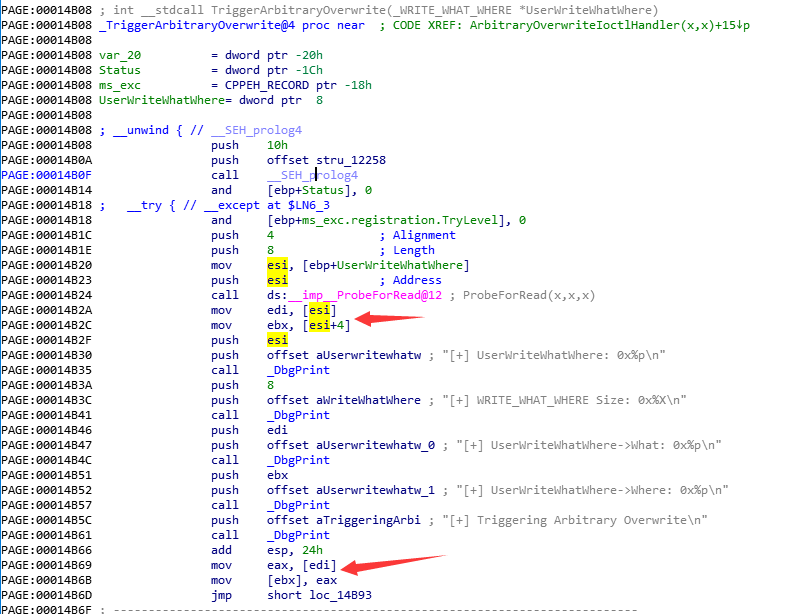 PAGE:00014B08 ; int __stdcall TriggerArbitraryOverwrite(_WRITE_WHAT_WHERE *UserWriteWhatWhere)
PAGE:00014B08 _TriggerArbitraryOverwrite@4 proc near ; CODE XREF: ArbitraryOverwriteIoctlHandler(x,x)+15↓p
PAGE:00014B08
PAGE:00014B08 var_20 = dword ptr -20h
PAGE:00014B08 Status = dword ptr -1Ch
PAGE:00014B08 ms_exc = CPPEH_RECORD ptr -18h
PAGE:00014B08 UserWriteWhatWhere= dword ptr 8
PAGE:00014B08
PAGE:00014B08 ; __unwind { // __SEH_prolog4
PAGE:00014B08 push 10h
PAGE:00014B0A push offset stru_12258
PAGE:00014B0F call __SEH_prolog4
PAGE:00014B14 and [ebp+Status], 0
PAGE:00014B18 ; __try { // __except at $LN6_3
PAGE:00014B18 and [ebp+ms_exc.registration.TryLevel], 0
PAGE:00014B1C push 4 ; Alignment
PAGE:00014B1E push 8 ; Length
PAGE:00014B20 mov esi, [ebp+UserWriteWhatWhere]
PAGE:00014B23 push esi ; Address
PAGE:00014B24 call ds:__imp__ProbeForRead@12 ; ProbeForRead(x,x,x)
PAGE:00014B2A mov edi, [esi]
PAGE:00014B2C mov ebx, [esi+4]
PAGE:00014B2F push esi
PAGE:00014B30 push offset aUserwritewhatw ; "[+] UserWriteWhatWhere: 0x%p\n"
PAGE:00014B35 call _DbgPrint
PAGE:00014B3A push 8
PAGE:00014B3C push offset aWriteWhatWhere ; "[+] WRITE_WHAT_WHERE Size: 0x%X\n"
PAGE:00014B41 call _DbgPrint
PAGE:00014B46 push edi
PAGE:00014B47 push offset aUserwritewhatw_0 ; "[+] UserWriteWhatWhere->What: 0x%p\n"
PAGE:00014B4C call _DbgPrint
PAGE:00014B51 push ebx
PAGE:00014B52 push offset aUserwritewhatw_1 ; "[+] UserWriteWhatWhere->Where: 0x%p\n"
PAGE:00014B57 call _DbgPrint
PAGE:00014B5C push offset aTriggeringArbi ; "[+] Triggering Arbitrary Overwrite\n"
PAGE:00014B61 call _DbgPrint
PAGE:00014B66 add esp, 24h
PAGE:00014B69 mov eax, [edi]
PAGE:00014B6B mov [ebx], eax
PAGE:00014B6D jmp short loc_14B93
PAGE:00014B6F ; ---------------------------------------------------------------------------